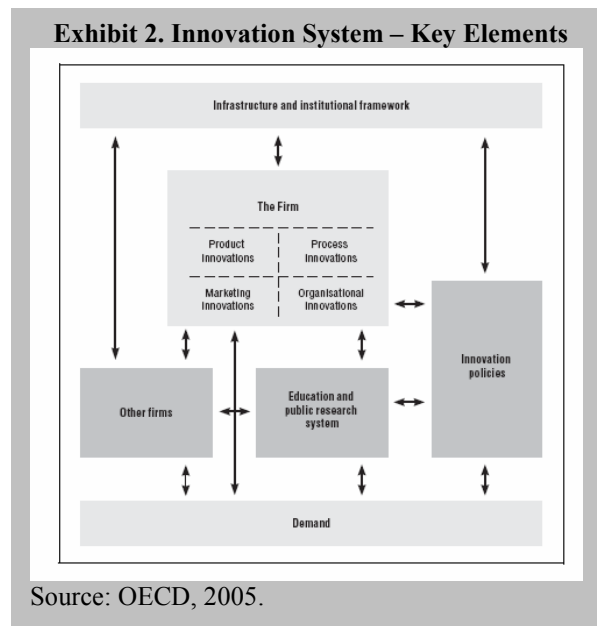 Exhibit 2. Innovation System – Key Elements
Infrastructure and institutional framework
The Firm
Product
Innovations
Process
Innovations
Marketing
Innovations
Organisational
Innovations
Other firms
Education and
public research
system
Innovation
policies
Demand
Source: OECD, 2005.